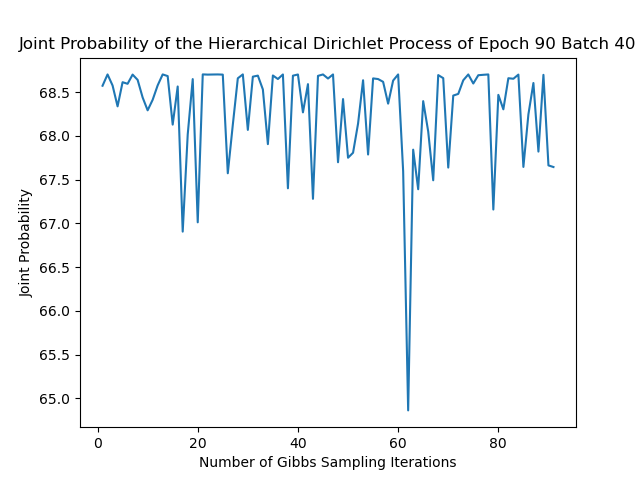 Joint Probability of the Hierarchical Dirichlet Process of Epoch 90 Batch 40
68.5
68.0
67.5
67.0
66.5
66.0
65.5
65.0
Joint Probability
0 20 40 60 80
Number of Gibbs Sampling Iterations